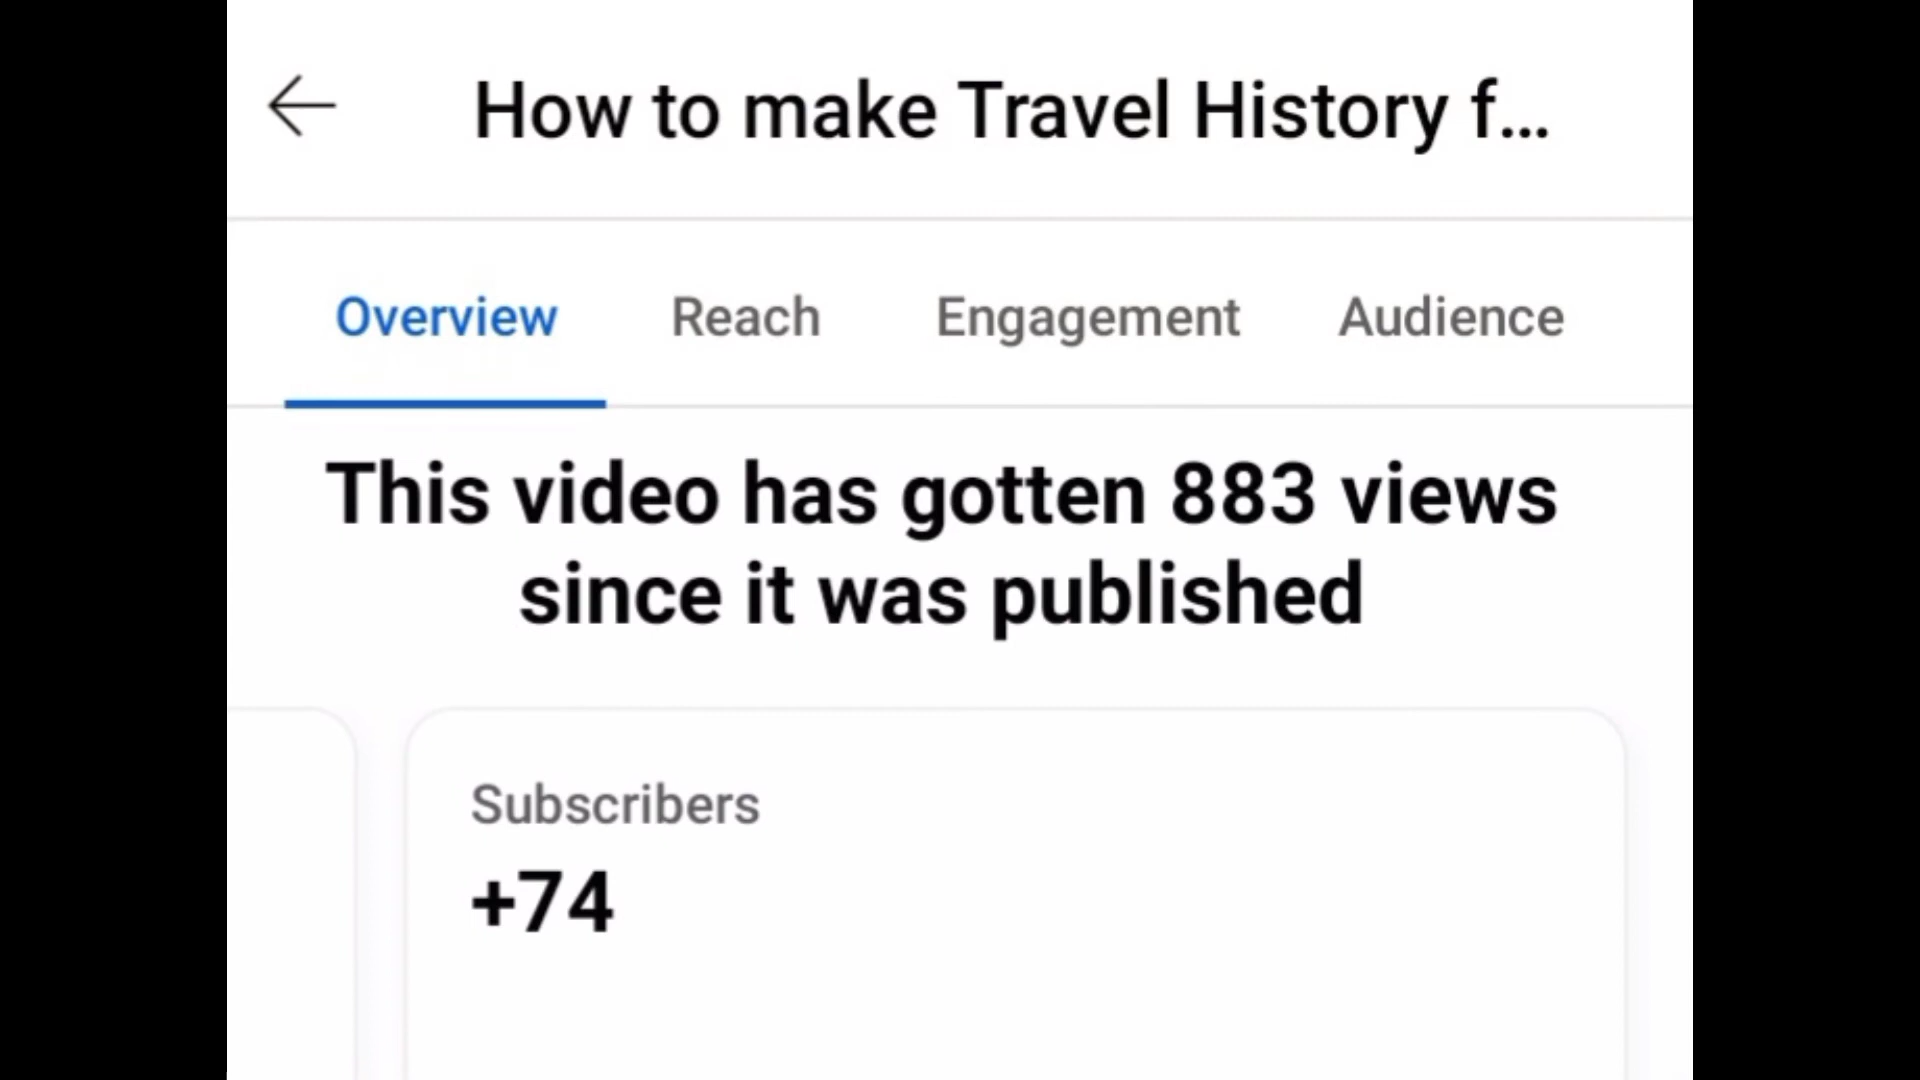 How to make Travel History f...
Overview Reach Engagement Audience
This video has gotten 883 views
since it was published
Subscribers
+74